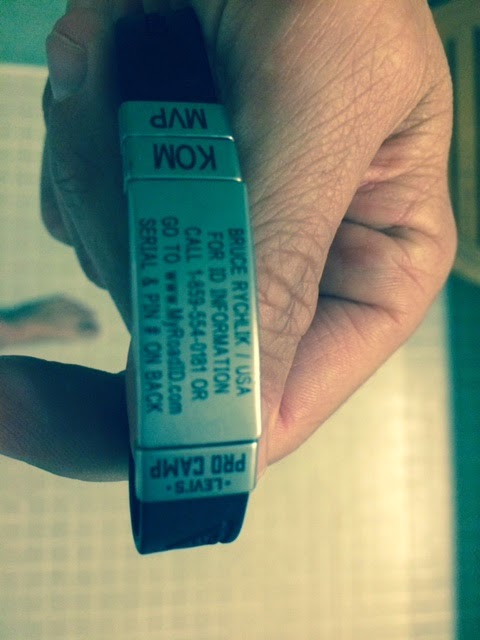 MVP
KOM
BRUCE RYCHLIK / USA
FOR ID INFORMATION
CALL 1-859-554-0181 OR
GO TO www.MyRoadID.com
SERIAL & PIN # ON BACK
• LEVI'S •
PRO CAMP